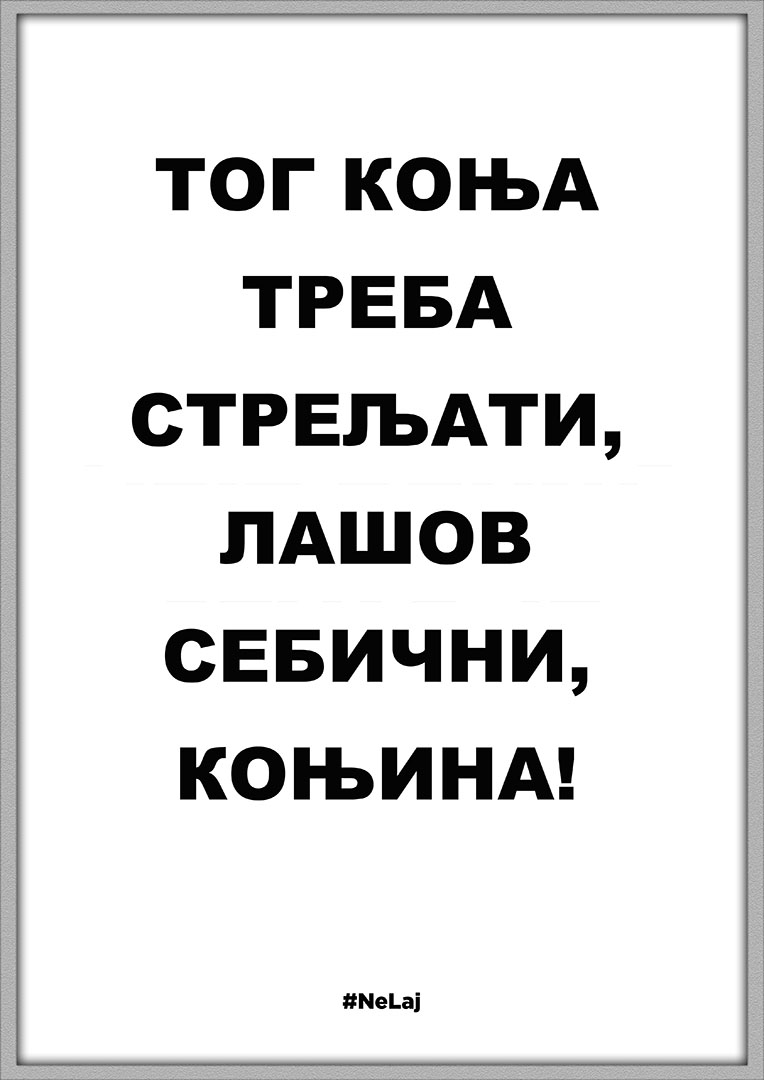 ТОГ КОЊА
ТРЕБА
СТРЕЉАТИ,
ЛАШОВ
СЕБИЧНИ,
КОЊИНА!
#NeLaj